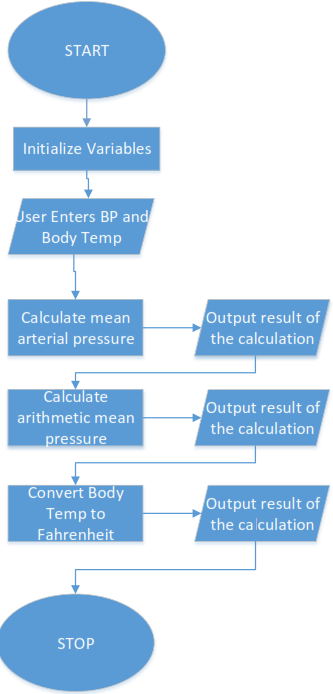 START
Initialize Variables
User Enters BP and
Body Temp
Calculate mean
arterial pressure
Output result of
the calculation
Calculate
arithmetic mean
pressure
Output result of
the calculation
Convert Body
Temp to
Fahrenheit
Output result of
the calculation
STOP